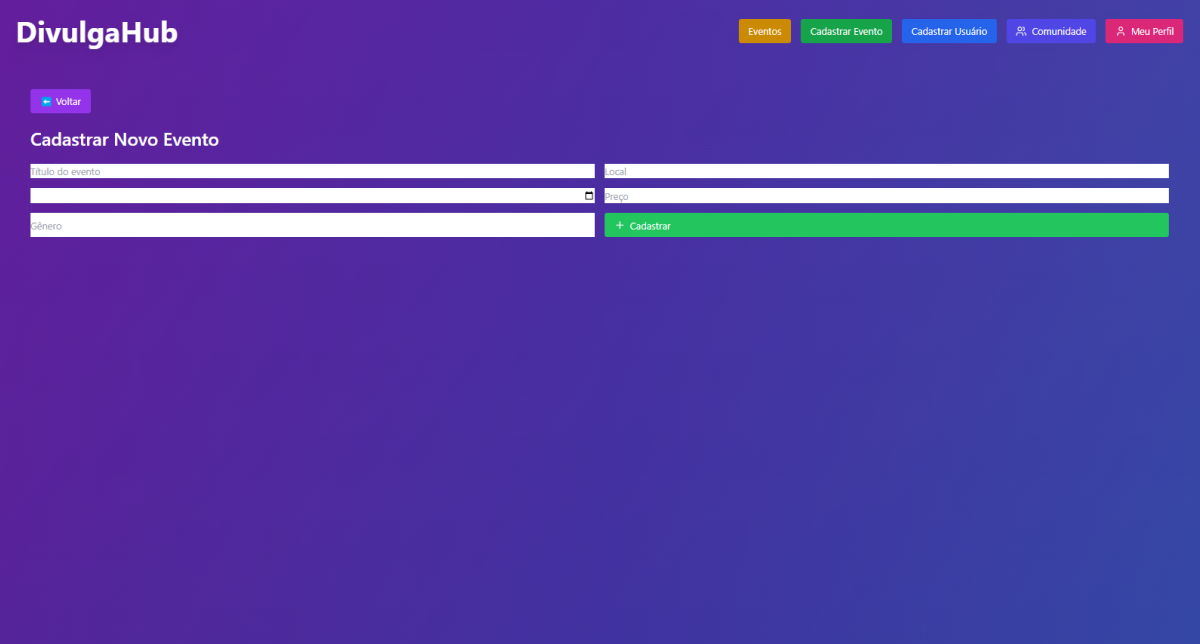 DivulgaHub
Eventos Cadastrar Evento Cadastrar Usuário Comunidade Meu Perfil
Voltar
Cadastrar Novo Evento
Título do evento Local
Preço
Gênero + Cadastrar